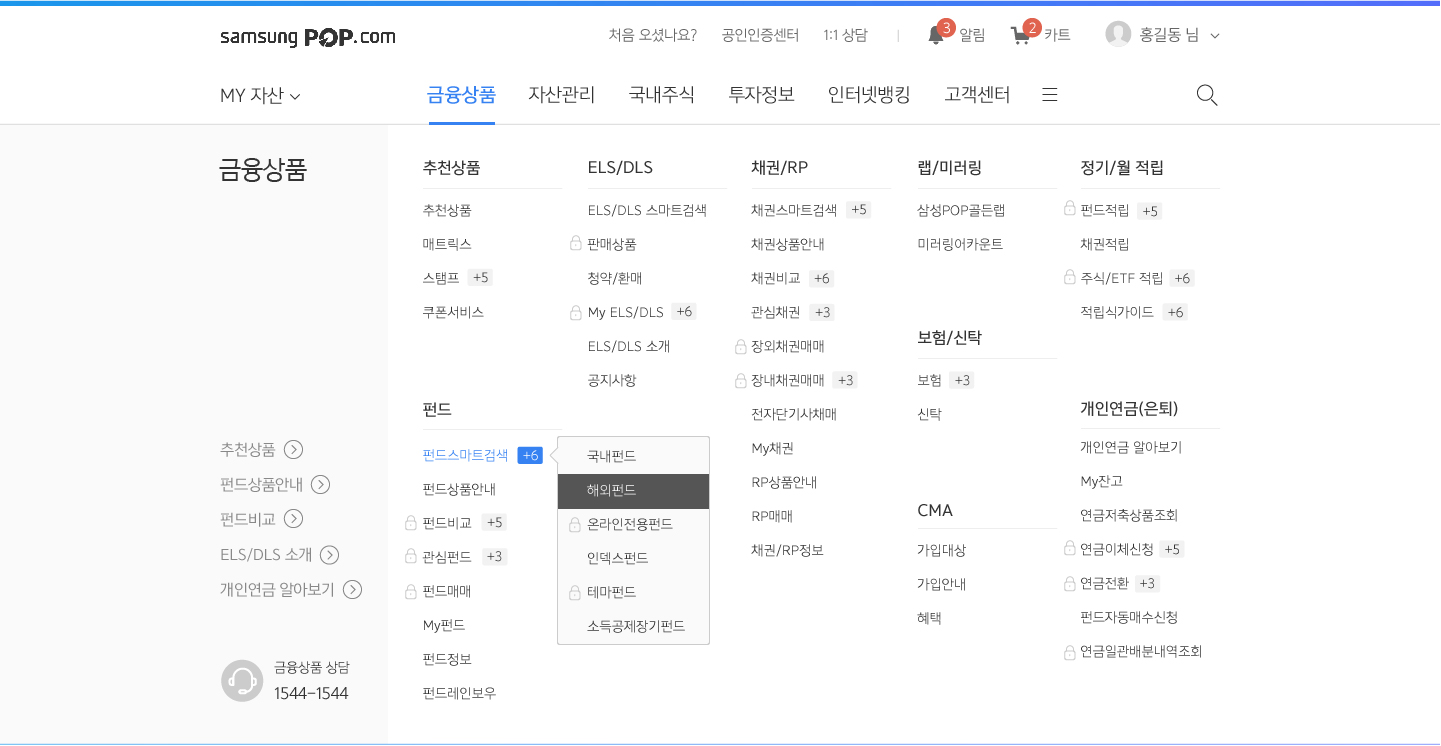 samsung POP.com
처음 오셨나요? 공인인증센터 1:1 상담 | 3 알림 2 카트 홍길동 님
MY 자산 금융상품 자산관리 국내주식 투자정보 인터넷뱅킹 고객센터
금융상품
추천상품
펀드상품안내
펀드비교
ELS/DLS 소개
개인연금 알아보기
금융상품 상담
1544-1544
추천상품
추천상품
매트릭스
스탬프 +5
쿠폰서비스
펀드
펀드스마트검색 +6
펀드상품안내
펀드비교 +5
관심펀드 +3
펀드매매
My펀드
펀드정보
펀드레인보우
국내펀드
해외펀드
온라인전용펀드
인덱스펀드
테마펀드
소득공제장기펀드
ELS/DLS
ELS/DLS 스마트검색
판매상품
청약/환매
My ELS/DLS +6
ELS/DLS 소개
공지사항
채권/RP
채권스마트검색 +5
채권상품안내
채권비교 +6
관심채권 +3
장외채권매매
장내채권매매 +3
전자단기사채매
My채권
RP상품안내
RP매매
채권/RP정보
랩/미러링
삼성POP골든랩
미러링어카운트
보험/신탁
보험 +3
신탁
CMA
가입대상
가입안내
혜택
정기/월 적립
펀드적립 +5
채권적립
주식/ETF 적립 +6
적립식가이드 +6
개인연금(은퇴)
개인연금 알아보기
My잔고
연금저축상품조회
연금이체신청 +5
연금전환 +3
펀드자동매수신청
연금일관배분내역조회